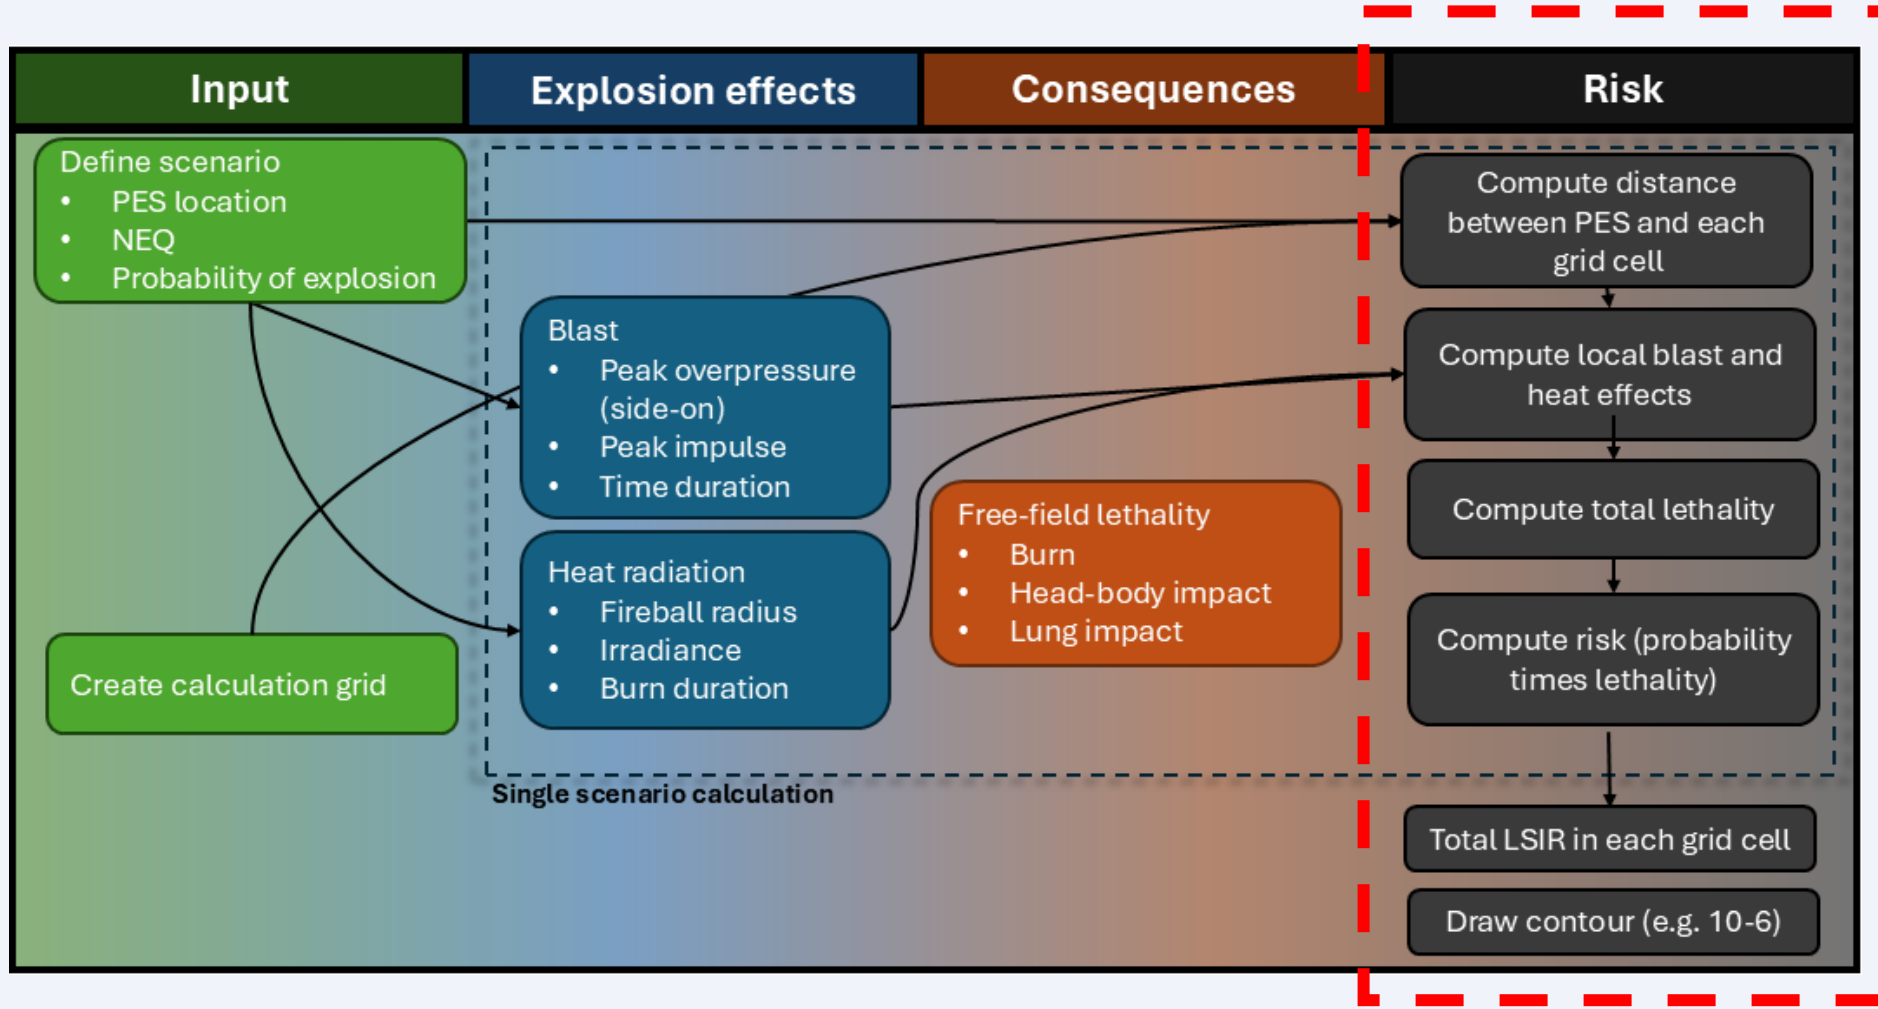 Input
Explosion effects
Consequences
Risk
Define scenario
• PES location
• NEQ
• Probability of explosion
Create calculation grid
Blast
• Peak overpressure
(side-on)
• Peak impulse
• Time duration
Heat radiation
• Fireball radius
• Irradiance
• Burn duration
Single scenario calculation
Free-field lethality
• Burn
• Head-body impact
• Lung impact
Compute distance
between PES and each
grid cell
Compute local blast and
heat effects
Compute total lethality
Compute risk (probability
times lethality)
Total LSIR in each grid cell
Draw contour (e.g. 10-6)